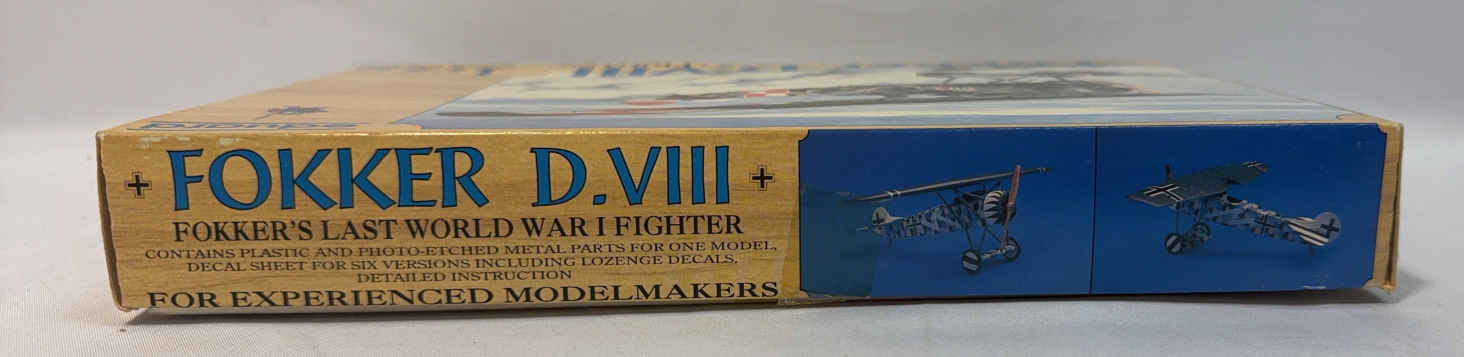 FOKKER D.VIII
FOKKER'S LAST WORLD WAR I FIGHTER
CONTAINS PLASTIC AND PHOTO-ETCHED METAL PARTS FOR ONE MODEL,
DECAL SHEET FOR SIX VERSIONS INCLUDING LOZENGE DECALS.
DETAILED INSTRUCTION
FOR EXPERIENCED MODELMAKERS